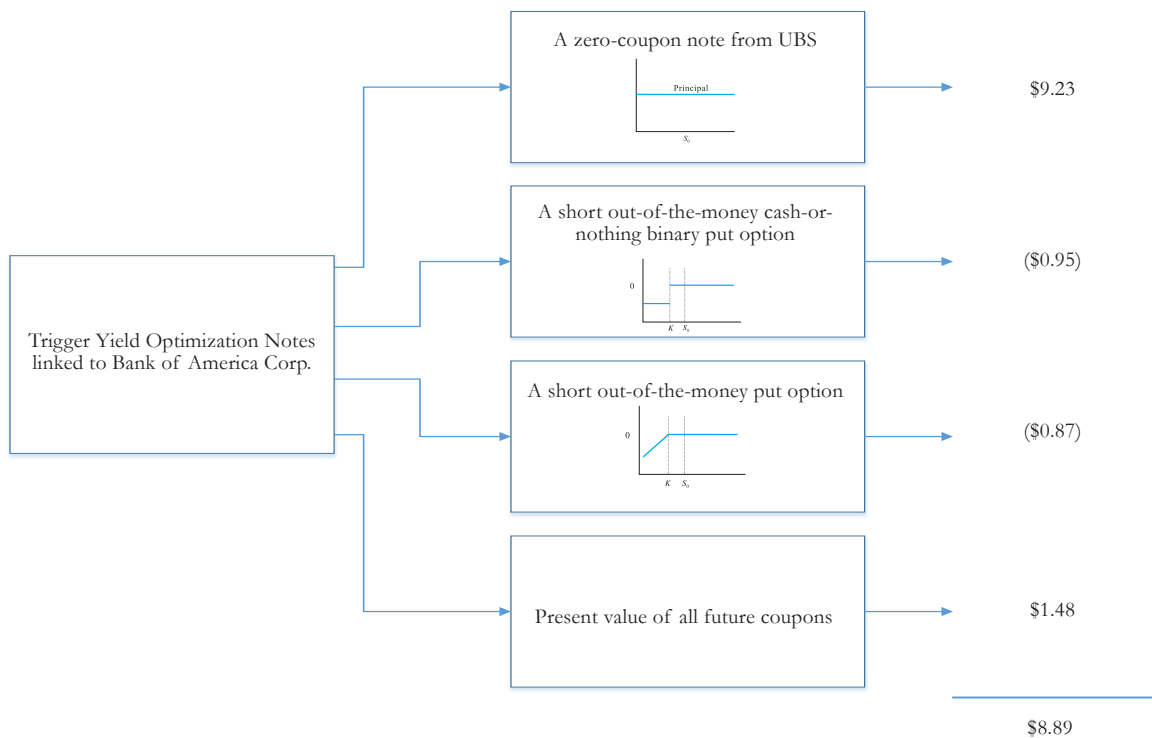 A zero-coupon note from UBS
Principal
S₀
$9.23
A short out-of-the-money cash-or-
nothing binary put option
0
K S₀
($0.95)
Trigger Yield Optimization Notes
linked to Bank of America Corp.
A short out-of-the-money put option
0
K S₀
($0.87)
Present value of all future coupons
$1.48
$8.89